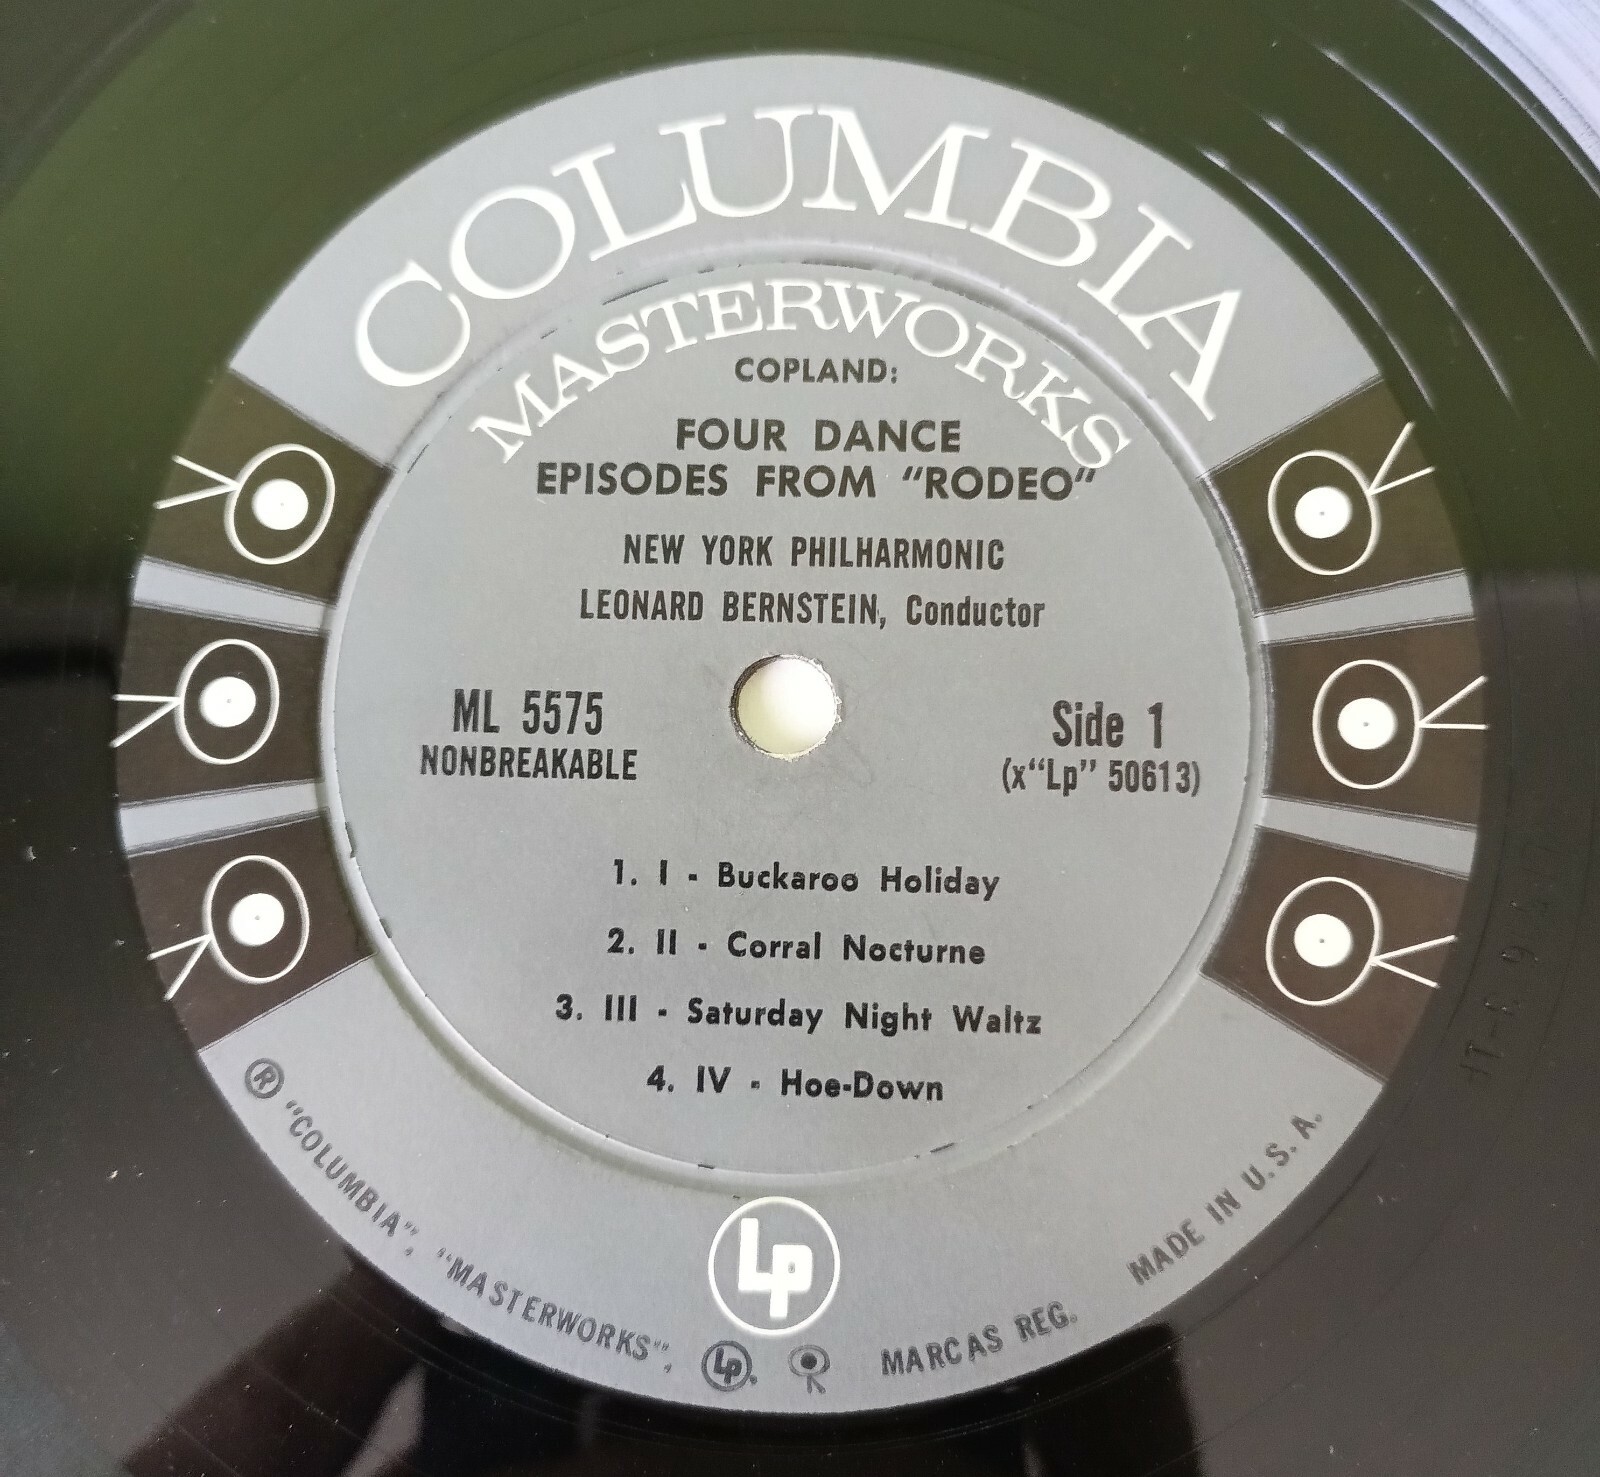 COLUMBIA
MASTERWORKS
COPLAND:
FOUR DANCE
EPISODES FROM "RODEO"
NEW YORK PHILHARMONIC
LEONARD BERNSTEIN, Conductor
ML 5575
NONBREAKABLE
Side 1
(x"Lp" 50613)
1. I - Buckaroo Holiday
2. II - Corral Nocturne
3. III - Saturday Night Waltz
4. IV - Hoe-Down
Lp
® "COLUMBIA", "MASTERWORKS", Lp, MARCAS REG. MADE IN U. S. A.